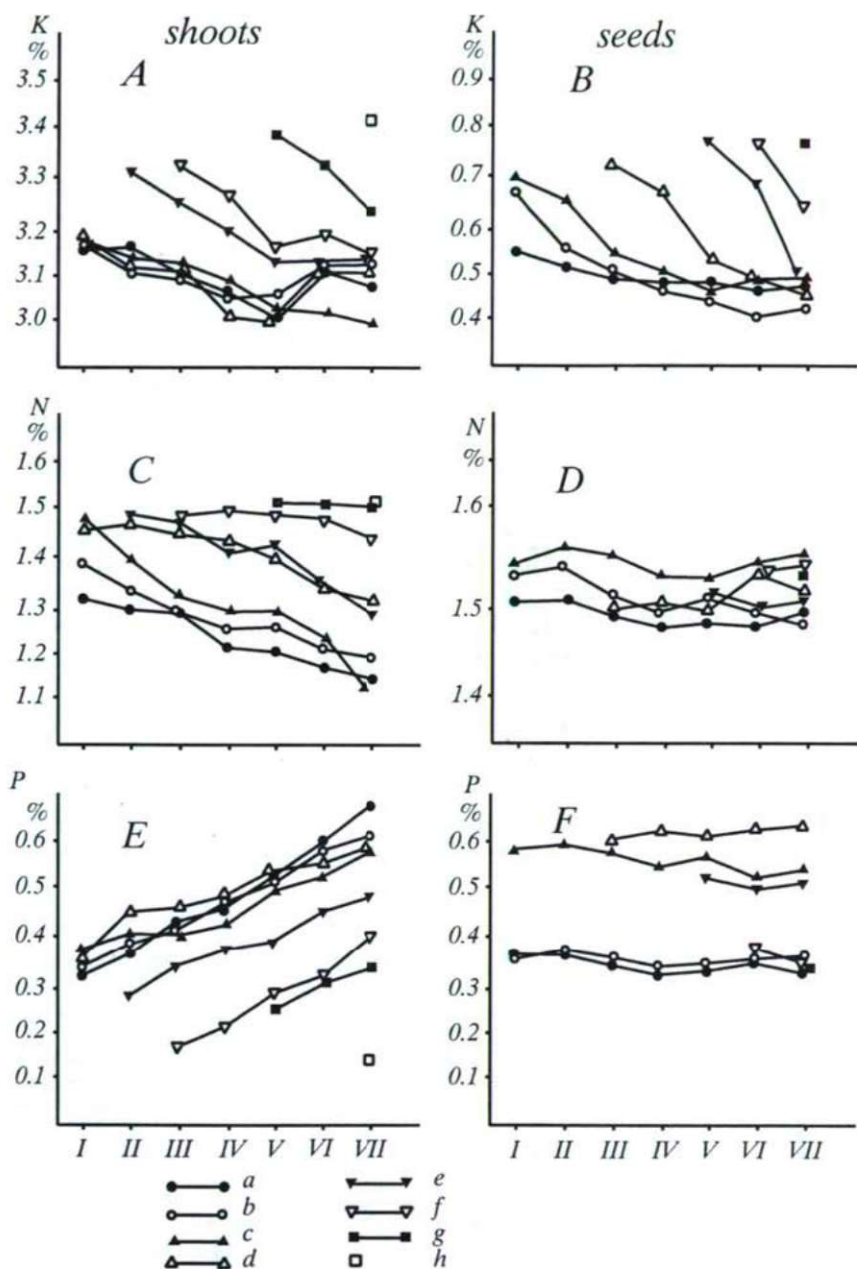 K
%
shoots
A
3.5
3.4
3.3
3.2
3.1
3.0
K
%
seeds
B
0.9
0.8
0.7
0.6
0.5
0.4
N
%
C
1.6
1.5
1.4
1.3
1.2
1.1
N
%
D
1.6
1.5
1.4
P
%
E
0.6
0.5
0.4
0.3
0.2
0.1
I II III IV V VI VII
P
%
F
0.6
0.5
0.4
0.3
0.2
0.1
I II III IV V VI VII
a
b
c
d
e
f
g
h